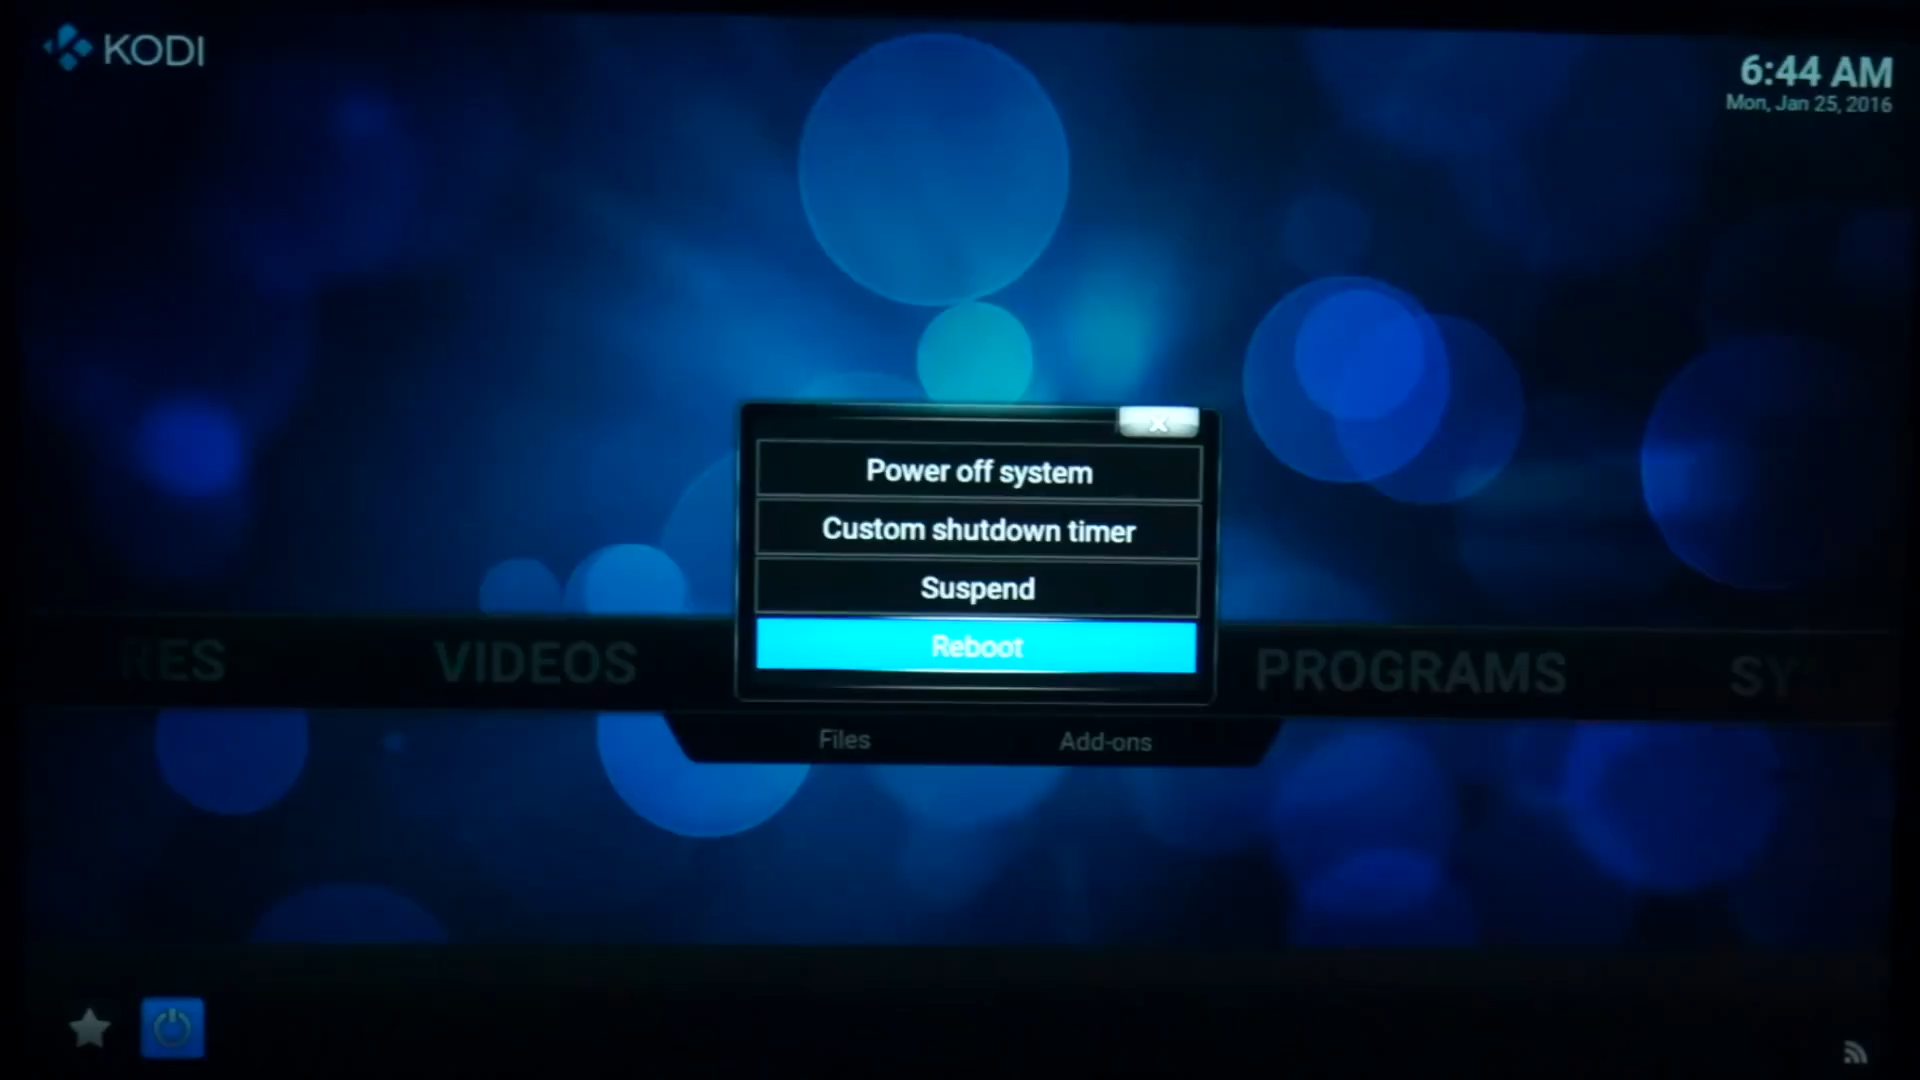 KODI
6:44 AM
Mon, Jan 25, 2016
x
Power off system
Custom shutdown timer
Suspend
Reboot
VIDEOS
PROGRAMS
Files
Add-ons